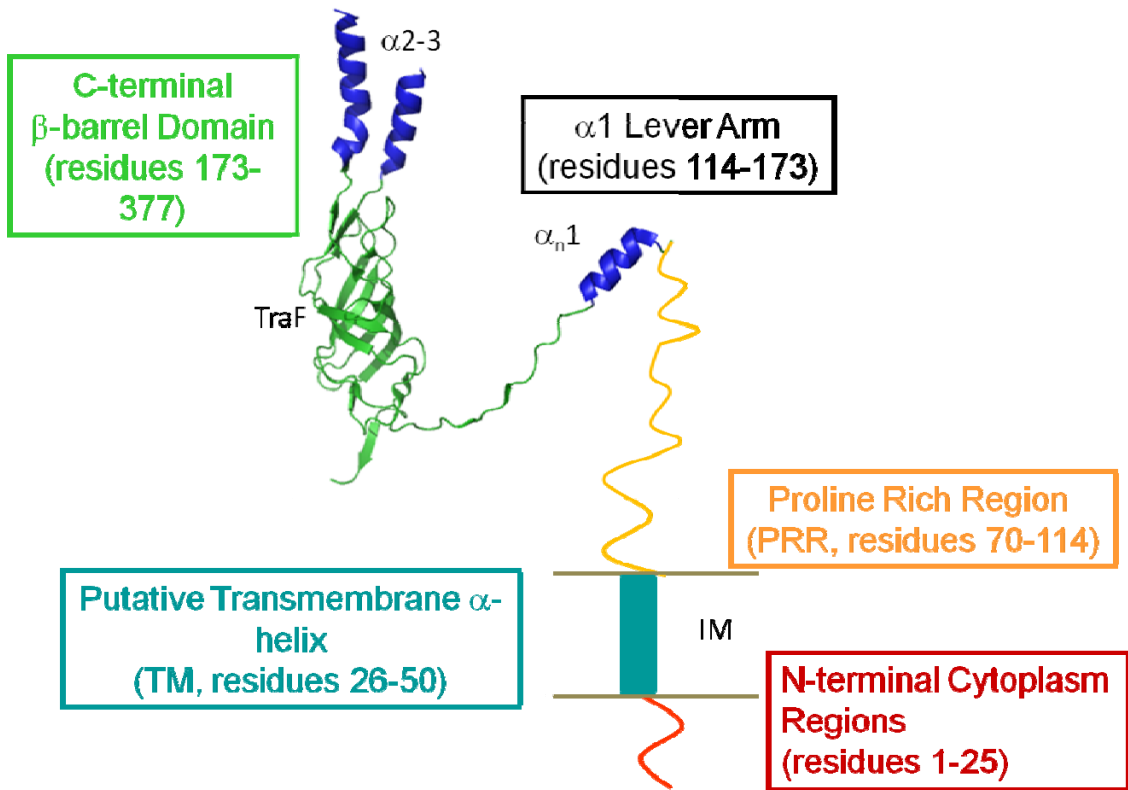 α2-3
C-terminal
β-barrel Domain
(residues 173-
377)
α1 Lever Arm
(residues 114-173)
αn1
TraF
Proline Rich Region
(PRR, residues 70-114)
Putative Transmembrane α-
helix
(TM, residues 26-50)
IM
N-terminal Cytoplasm
Regions
(residues 1-25)